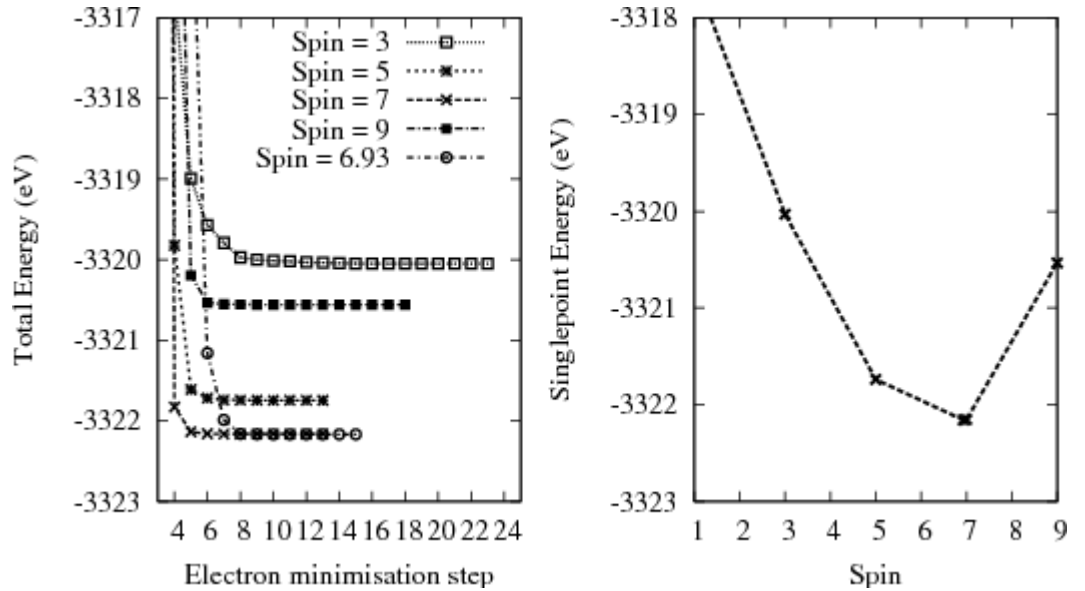 -3317
-3318
-3319
-3320
-3321
-3322
-3323
Total Energy (eV)
Spin = 3
Spin = 5
Spin = 7
Spin = 9
Spin = 6.93
4 6 8 10 12 14 16 18 20 22 24
Electron minimisation step
-3318
-3319
-3320
-3321
-3322
-3323
Singlepoint Energy (eV)
1 2 3 4 5 6 7 8 9
Spin